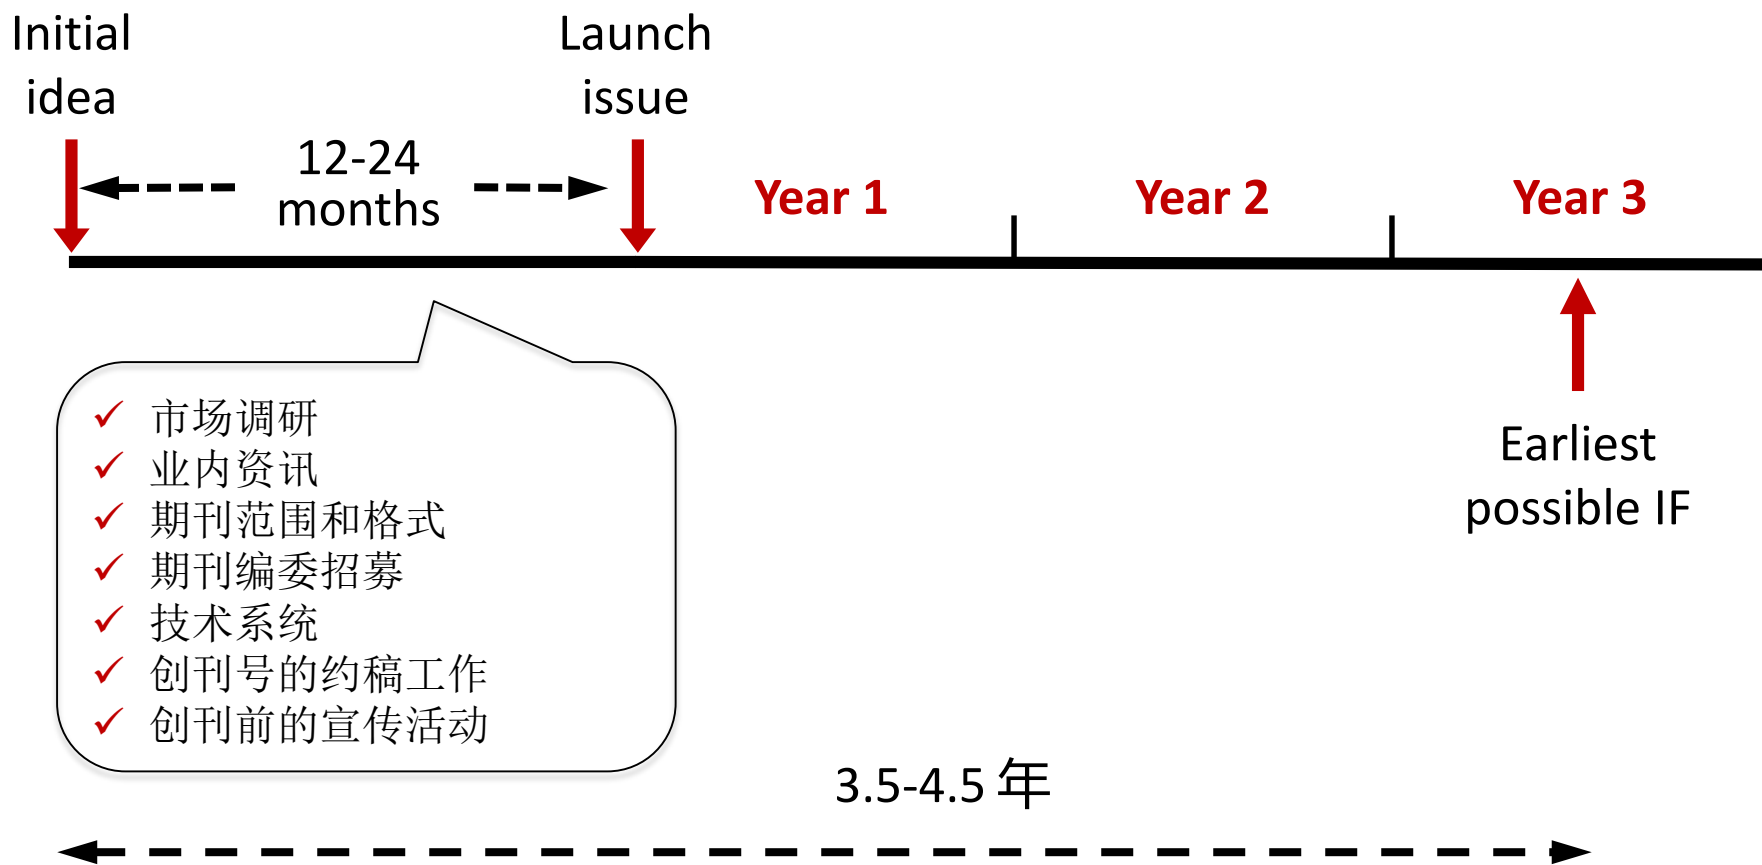 Initial
idea
Launch
issue
12-24
months
Year 1
Year 2
Year 3
市场调研
业内资讯
期刊范围和格式
期刊编委招募
技术系统
创刊号的约稿工作
创刊前的宣传活动
Earliest
possible IF
3.5-4.5 年